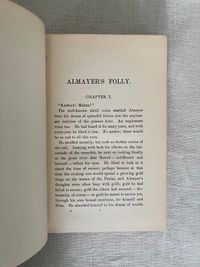 ALMAYER'S FOLLY.
CHAPTER I.
"Kaspar! Makan!"
The well-known shrill voice startled Almayer
from his dream of splendid future into the unpleas-
ant realities of the present hour. An unpleasant
voice too. He had heard it for many years, and with
every year he liked it less. No matter; there would
be an end to all this soon.
He shuffled uneasily, but took no further notice of
the call. Leaning with both his elbows on the bal-
ustrade of the verandah, he went on looking fixedly
at the great river that flowed—indifferent and
hurried—before his eyes. He liked to look at it
about the time of sunset; perhaps because at that
time the sinking sun would spread a glowing gold
tinge on the waters of the Pantai, and Almayer's
thoughts were often busy with gold; gold he had
failed to secure; gold the others had secured—dis-
honestly, of course—or gold he meant to secure yet,
through his own honest exertions, for himself and
Nina. He absorbed himself in his dream of wealth